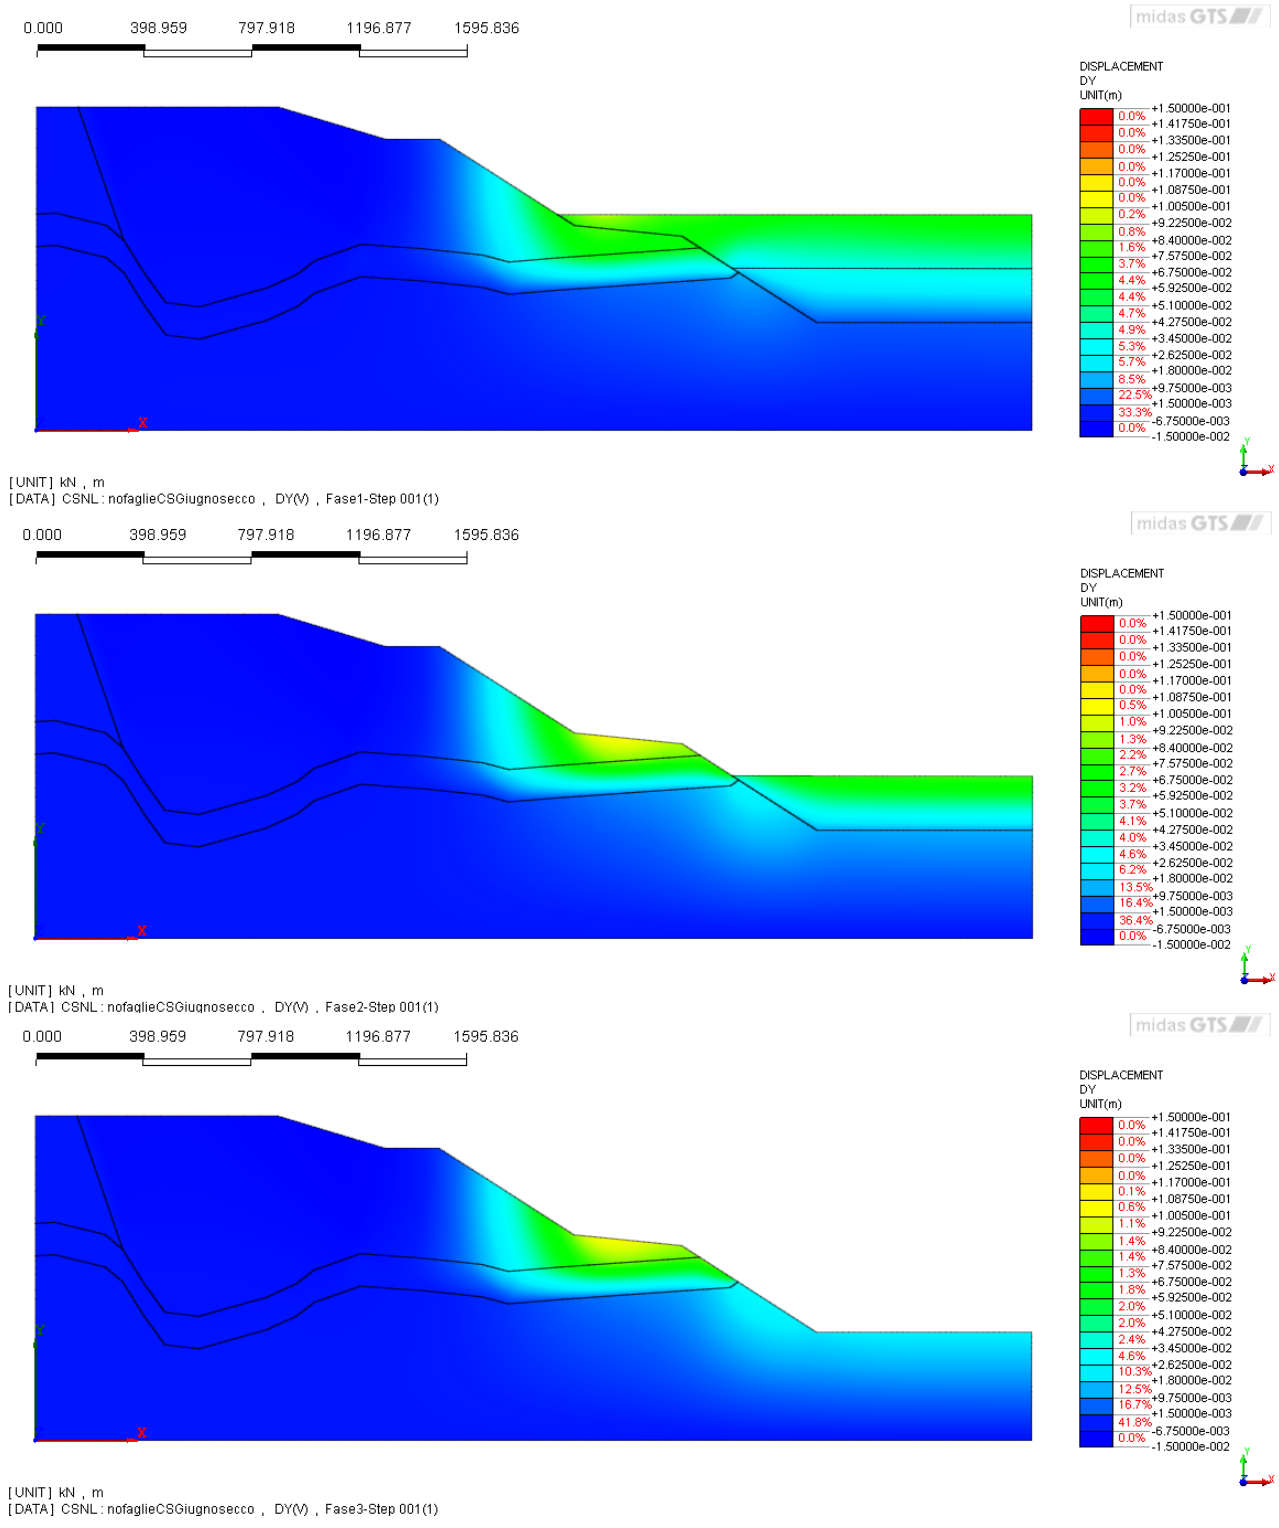 0.000 398.959 797.918 1196.877 1595.836
midas GTS
DISPLACEMENT
DY
UNIT(m)
+1.50000e-001
0.0%
+1.41750e-001
0.0%
+1.33500e-001
0.0%
+1.25250e-001
0.0%
+1.17000e-001
0.0%
+1.08750e-001
0.0%
+1.00500e-001
0.2%
+9.22500e-002
0.8%
+8.40000e-002
1.6%
+7.57500e-002
3.7%
+6.75000e-002
4.4%
+5.92500e-002
4.4%
+5.10000e-002
4.7%
+4.27500e-002
4.9%
+3.45000e-002
5.3%
+2.62500e-002
5.7%
+1.80000e-002
8.5%
+9.75000e-003
22.5%
+1.50000e-003
33.3%
-6.75000e-003
0.0%
-1.50000e-002
Y
X
Y
X
[UNIT] kN , m
[DATA] CSNL : nofaglieCSGiugnosecco , DY(V) , Fase1-Step 001(1)
0.000 398.959 797.918 1196.877 1595.836
midas GTS
DISPLACEMENT
DY
UNIT(m)
+1.50000e-001
0.0%
+1.41750e-001
0.0%
+1.33500e-001
0.0%
+1.25250e-001
0.0%
+1.17000e-001
0.0%
+1.08750e-001
0.5%
+1.00500e-001
1.0%
+9.22500e-002
1.3%
+8.40000e-002
2.2%
+7.57500e-002
2.7%
+6.75000e-002
3.2%
+5.92500e-002
3.7%
+5.10000e-002
4.1%
+4.27500e-002
4.0%
+3.45000e-002
4.6%
+2.62500e-002
6.2%
+1.80000e-002
13.5%
+9.75000e-003
16.4%
+1.50000e-003
36.4%
-6.75000e-003
0.0%
-1.50000e-002
Y
X
Y
X
[UNIT] kN , m
[DATA] CSNL : nofaglieCSGiugnosecco , DY(V) , Fase2-Step 001(1)
0.000 398.959 797.918 1196.877 1595.836
midas GTS
DISPLACEMENT
DY
UNIT(m)
+1.50000e-001
0.0%
+1.41750e-001
0.0%
+1.33500e-001
0.0%
+1.25250e-001
0.0%
+1.17000e-001
0.1%
+1.08750e-001
0.6%
+1.00500e-001
1.1%
+9.22500e-002
1.4%
+8.40000e-002
1.4%
+7.57500e-002
1.3%
+6.75000e-002
1.8%
+5.92500e-002
2.0%
+5.10000e-002
2.0%
+4.27500e-002
2.4%
+3.45000e-002
4.6%
+2.62500e-002
10.3%
+1.80000e-002
12.5%
+9.75000e-003
16.7%
+1.50000e-003
41.8%
-6.75000e-003
0.0%
-1.50000e-002
Y
X
Y
X
[UNIT] kN , m
[DATA] CSNL : nofaglieCSGiugnosecco , DY(V) , Fase3-Step 001(1)